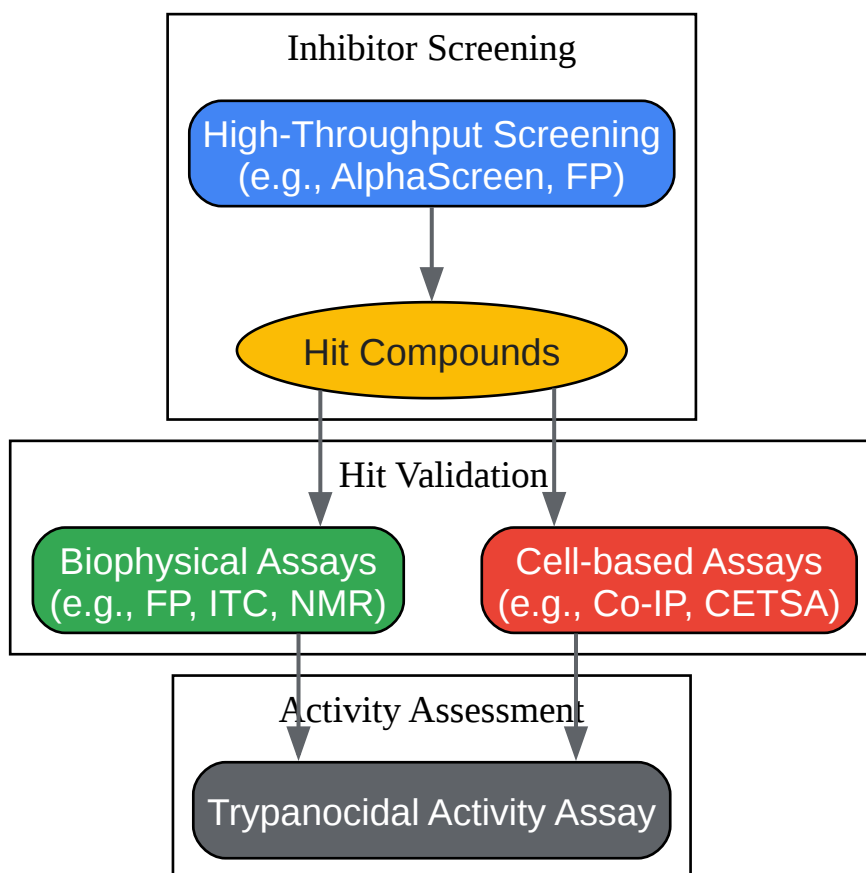 Inhibitor Screening
High-Throughput Screening
(e.g., AlphaScreen, FP)
Hit Compounds
Hit Validation
Biophysical Assays
(e.g., FP, ITC, NMR)
Cell-based Assays
(e.g., Co-IP, CETSA)
Activity Assessment
Trypanocidal Activity Assay